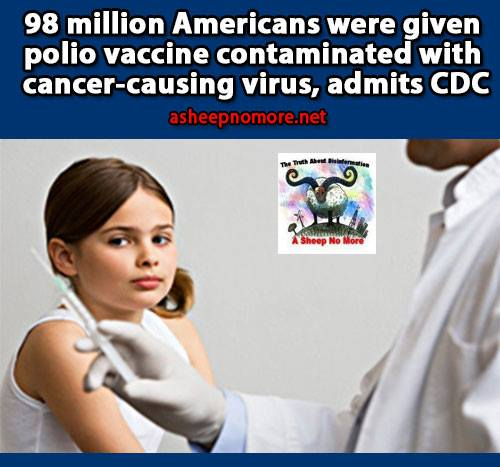 98 million Americans were given
polio vaccine contaminated with
cancer-causing virus, admits CDC
asheepnomore.net
The Truth About Disinformation
A Sheep No More